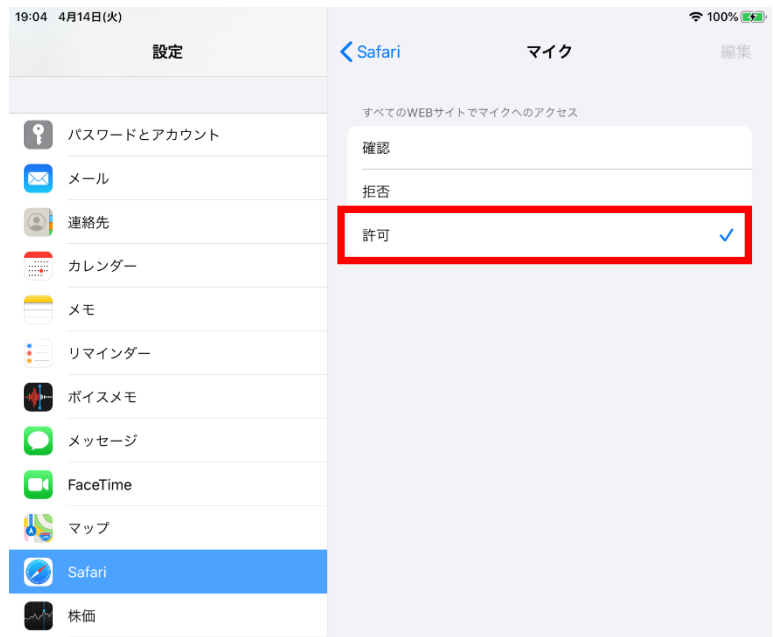 19:04 4月14日(火)
100%
設定
Safari
マイク
編集
すべてのWEBサイトでマイクへのアクセス
確認
拒否
許可
パスワードとアカウント
メール
連絡先
カレンダー
メモ
リマインダー
ボイスメモ
メッセージ
FaceTime
マップ
Safari
株価